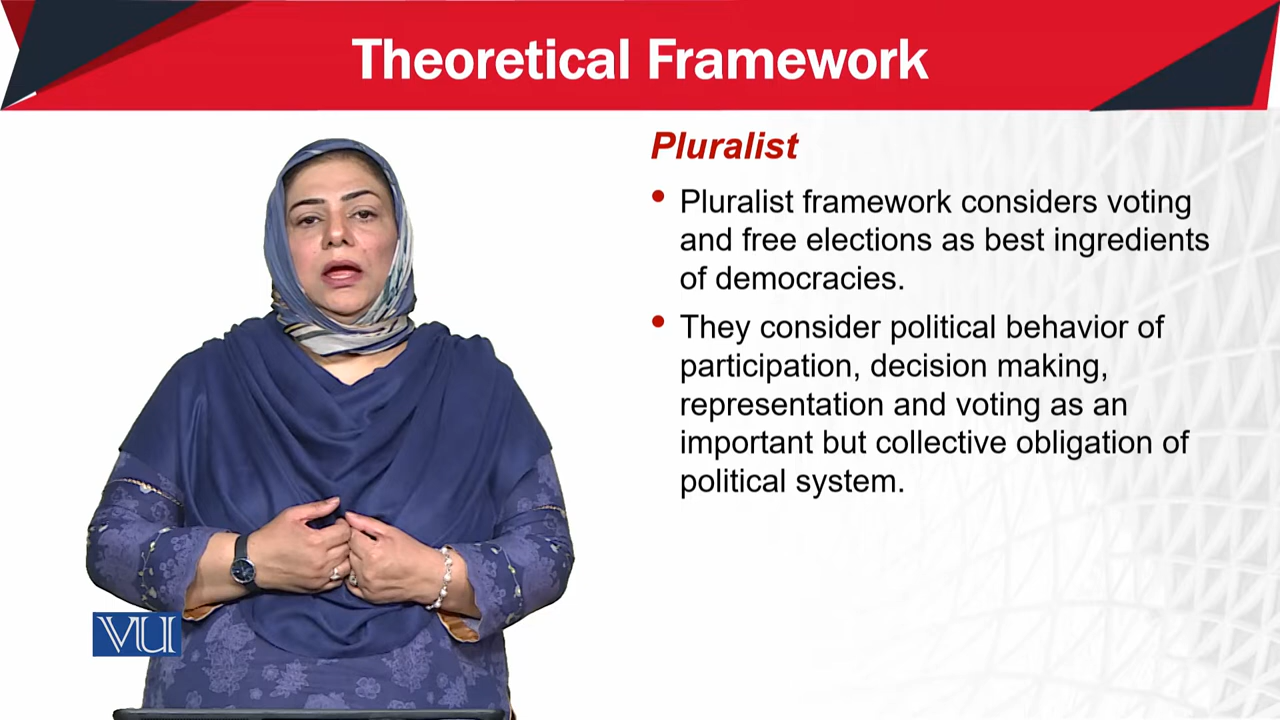 Theoretical Framework
Pluralist
• Pluralist framework considers voting
and free elections as best ingredients
of democracies.
• They consider political behavior of
participation, decision making,
representation and voting as an
important but collective obligation of
political system.
VU